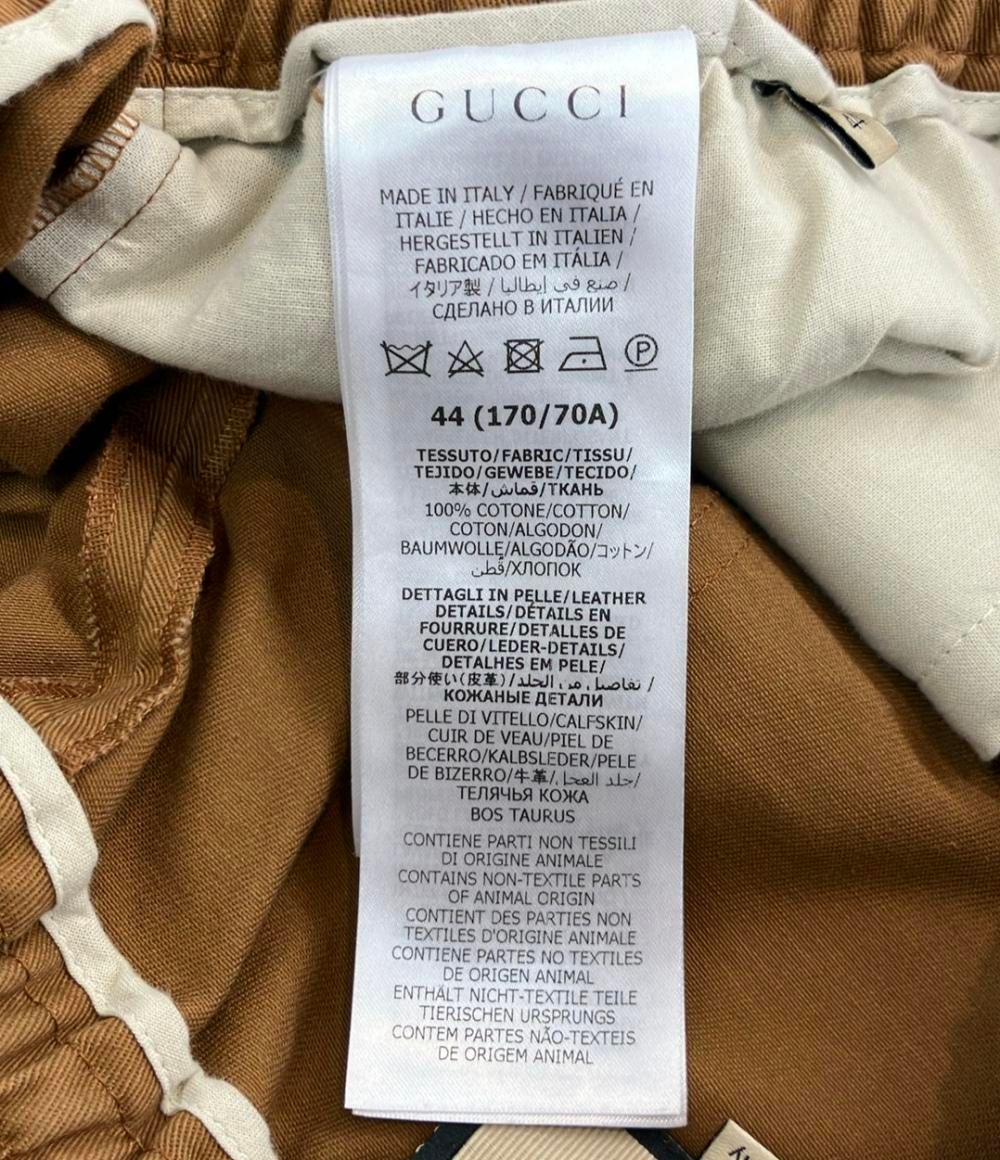 GUCCI
4
MADE IN ITALY / FABRIQUÉ EN
ITALIE / HECHO EN ITALIA /
HERGESTELLT IN ITALIEN /
FABRICADO EM ITÁLIA /
イタリア製 / صنع في إيطاليا /
СДЕЛАНО В ИТАЛИИ
P
44 (170/70A)
TESSUTO/FABRIC/TISSU/
TEJIDO/GEWEBE/TECIDO/
本体/قماش/ТКАНЬ
100% COTONE/COTTON/
COTON/ALGODON/
BAUMWOLLE/ALGODÃO/コットン/
قُطن/ХЛОПОК
DETTAGLI IN PELLE/LEATHER
DETAILS/DÉTAILS EN
FOURRURE/DETALLES DE
CUERO/LEDER-DETAILS/
DETALHES EM PELE/
部分使い(皮革)/تفاصيل من الجلد /
КОЖАНЫЕ ДЕТАЛИ
PELLE DI VITELLO/CALFSKIN/
CUIR DE VEAU/PIEL DE
BECERRO/KALBSLEDER/PELE
DE BIZERRO/牛革/جلد العجل/
ТЕЛЯЧЬЯ КОЖА
BOS TAURUS
CONTIENE PARTI NON TESSILI
DI ORIGINE ANIMALE
CONTAINS NON-TEXTILE PARTS
OF ANIMAL ORIGIN
CONTIENT DES PARTIES NON
TEXTILES D'ORIGINE ANIMALE
CONTIENE PARTES NO TEXTILES
DE ORIGEN ANIMAL
ENTHÄLT NICHT-TEXTILE TEILE
TIERISCHEN URSPRUNGS
CONTEM PARTES NÃO-TEXTEIS
DE ORIGEM ANIMAL